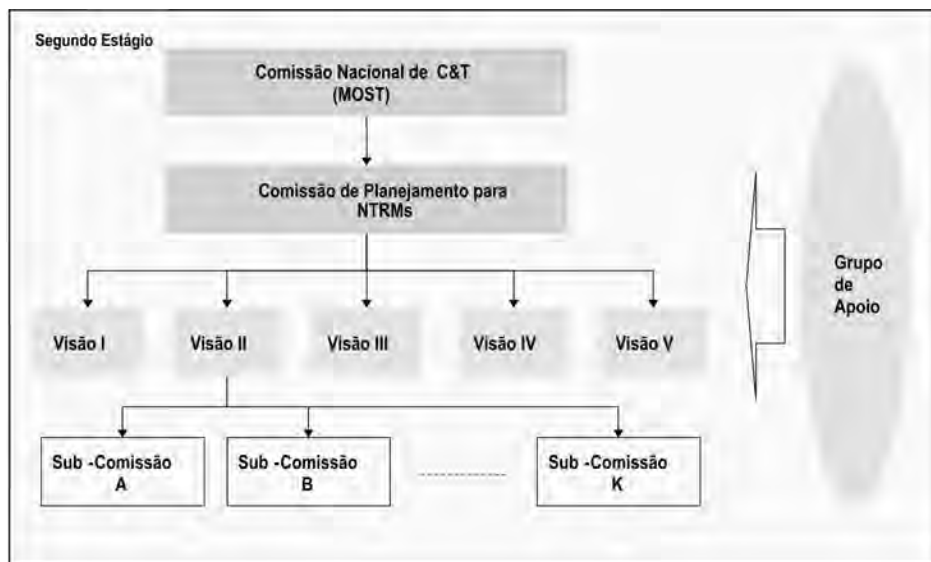 Segundo Estágio
Comissão Nacional de C&T
(MOST)
Comissão de Planejamento para
NTRMs
Grupo
de
Apoio
Visão I
Visão II
Visão III
Visão IV
Visão V
Sub -Comissão
A
Sub -Comissão
B
Sub -Comissão
K